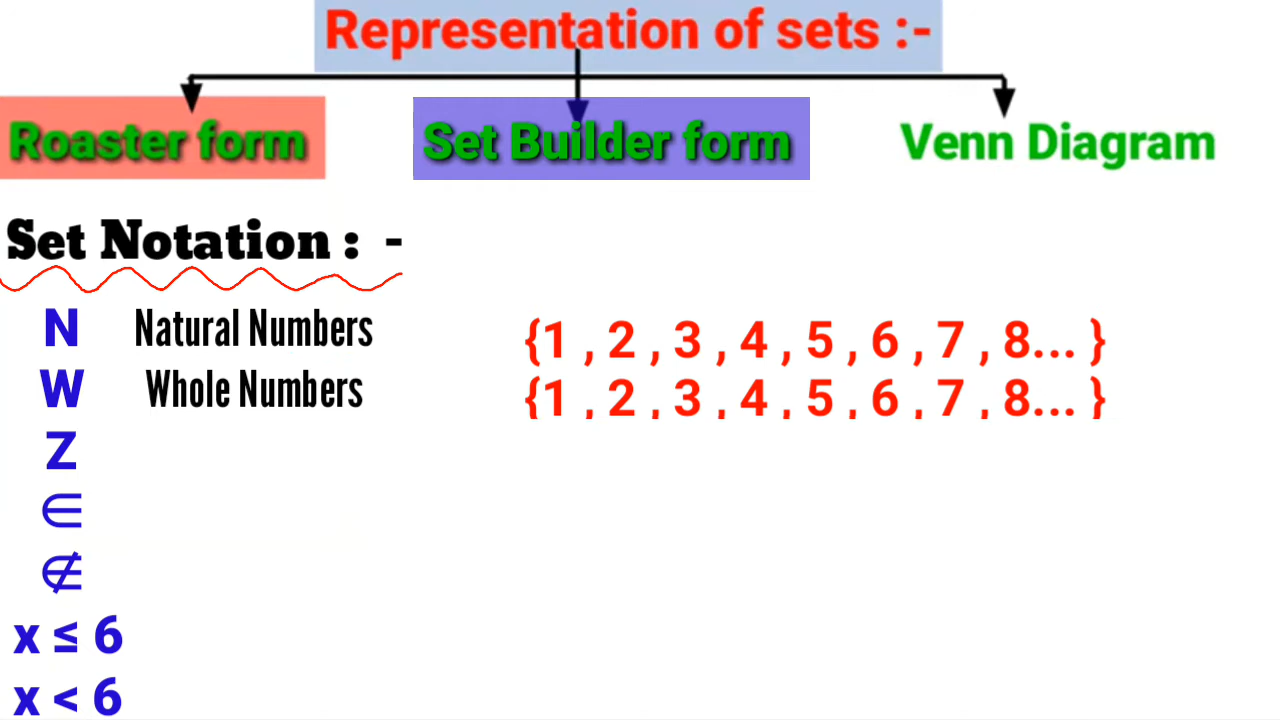 Representation of sets :-
Roaster form Set Builder form Venn Diagram
Set Notation : -
N Natural Numbers {1 , 2 , 3 , 4 , 5 , 6 , 7 , 8... }
W Whole Numbers {1 , 2 , 3 , 4 , 5 , 6 , 7 , 8... }
Z
∈
∉
x ≤ 6
x < 6